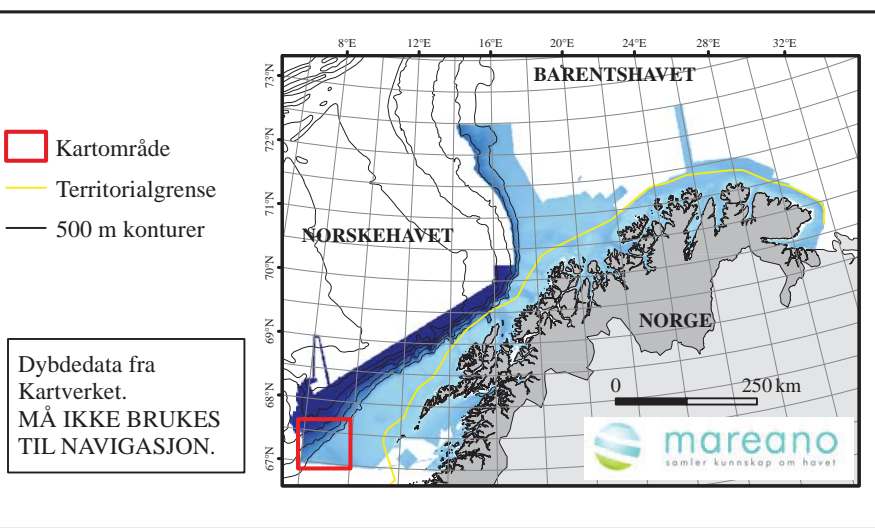 8°E 12°E 16°E 20°E 24°E 28°E 32°E
BARENTSHAVET
73°N
72°N
71°N
70°N
69°N
68°N
67°N
Kartområde
Territorialgrense
500 m konturer
NORSKEHAVET
NORGE
Dybdedata fra
Kartverket.
MÅ IKKE BRUKES
TIL NAVIGASJON.
0 250 km
mareano
samler kunnskap om havet